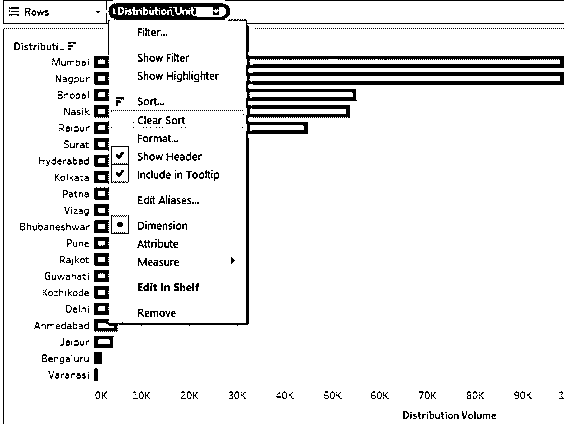 Rows
Distribution Unit
Filter...
Distributi..
Show Filter
Mumbai
Show Highlighter
Nagpur
Bhopal
Sort...
Nasik
Clear Sort
Raipur
Format...
Surat
Show Header
Hyderabad
Include in Tooltip
Kolkata
Patna
Edit Aliases...
Vizag
Bhubaneshwar
Dimension
Pune
Attribute
Rajkot
Measure
Guwahati
Edit in Shelf
Kozhikode
Delhi
Remove
Ahmedabad
Jaipur
Bengaluru
Varanasi
0K 10K 20K 30K 40K 50K 60K 70K 80K 90K
Distribution Volume